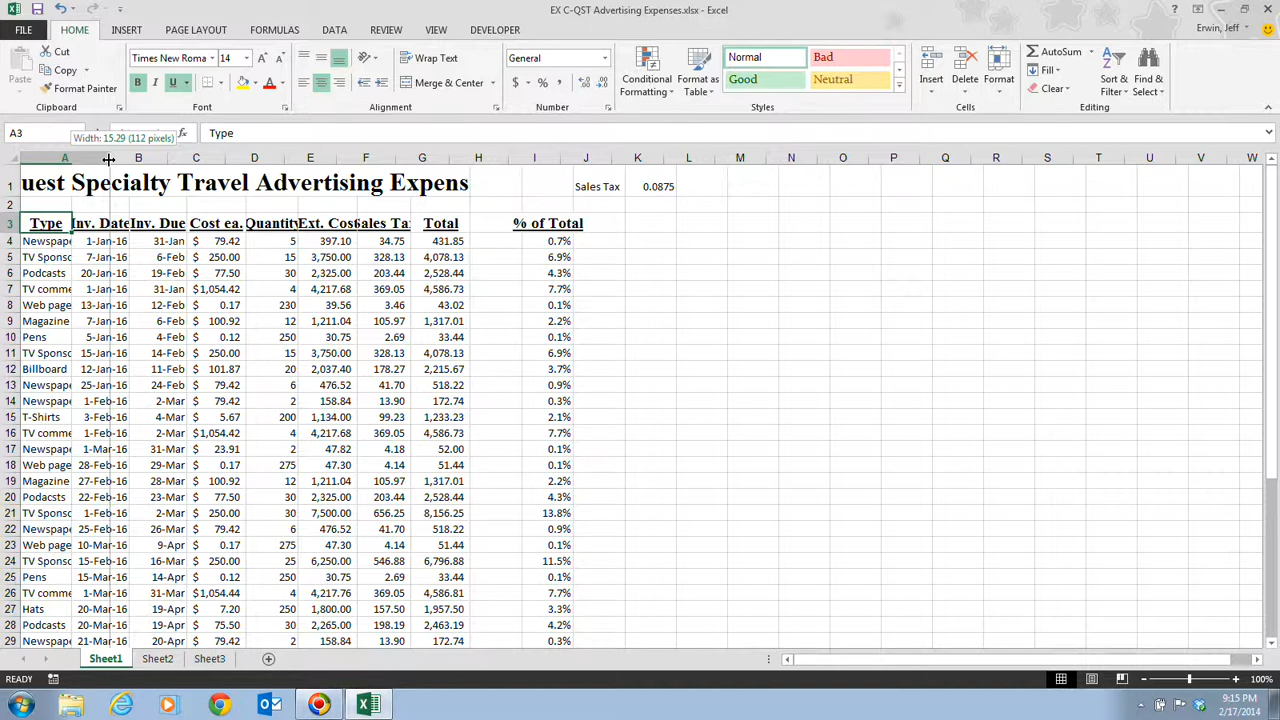 EX C-QST Advertising Expenses.xlsx - Excel
FILE HOME INSERT PAGE LAYOUT FORMULAS DATA REVIEW VIEW DEVELOPER Erwin, Jeff
Cut
Copy
Format Painter
Paste
Clipboard
Times New Roma 14
B I U
Font
Wrap Text
Merge & Center
Alignment
General
$ % ,
Number
Conditional Formatting
Format as Table
Normal Bad
Good Neutral
Styles
Insert Delete Format
Cells
AutoSum
Fill
Clear
Sort & Filter
Find & Select
Editing
A3 fx Type
Width: 15.29 (112 pixels)
A B C D E F G H I J K L M N O P Q R S T U V W
1 uest Specialty Travel Advertising Expens Sales Tax 0.0875
2
3 Type Inv. Date Inv. Due Cost ea. Quantity Ext. Cost Sales Ta Total % of Total
4 Newspape 1-Jan-16 31-Jan $ 79.42 5 397.10 34.75 431.85 0.7%
5 TV Sponso 7-Jan-16 6-Feb $ 250.00 15 3,750.00 328.13 4,078.13 6.9%
6 Podcasts 20-Jan-16 19-Feb $ 77.50 30 2,325.00 203.44 2,528.44 4.3%
7 TV comme 1-Jan-16 31-Jan $1,054.42 4 4,217.68 369.05 4,586.73 7.7%
8 Web page 13-Jan-16 12-Feb $ 0.17 230 39.56 3.46 43.02 0.1%
9 Magazine 7-Jan-16 6-Feb $ 100.92 12 1,211.04 105.97 1,317.01 2.2%
10 Pens 5-Jan-16 4-Feb $ 0.12 250 30.75 2.69 33.44 0.1%
11 TV Sponso 15-Jan-16 14-Feb $ 250.00 15 3,750.00 328.13 4,078.13 6.9%
12 Billboard 12-Jan-16 11-Feb $ 101.87 20 2,037.40 178.27 2,215.67 3.7%
13 Newspape 25-Jan-16 24-Feb $ 79.42 6 476.52 41.70 518.22 0.9%
14 Newspape 1-Feb-16 2-Mar $ 79.42 2 158.84 13.90 172.74 0.3%
15 T-Shirts 3-Feb-16 4-Mar $ 5.67 200 1,134.00 99.23 1,233.23 2.1%
16 TV comme 1-Feb-16 2-Mar $1,054.42 4 4,217.68 369.05 4,586.73 7.7%
17 Newspape 1-Mar-16 31-Mar $ 23.91 2 47.82 4.18 52.00 0.1%
18 Web page 28-Feb-16 29-Mar $ 0.17 275 47.30 4.14 51.44 0.1%
19 Magazine 27-Feb-16 28-Mar $ 100.92 12 1,211.04 105.97 1,317.01 2.2%
20 Podacsts 22-Feb-16 23-Mar $ 77.50 30 2,325.00 203.44 2,528.44 4.3%
21 TV Sponso 1-Feb-16 2-Mar $ 250.00 30 7,500.00 656.25 8,156.25 13.8%
22 Newspape 25-Feb-16 26-Mar $ 79.42 6 476.52 41.70 518.22 0.9%
23 Web page 10-Mar-16 9-Apr $ 0.17 275 47.30 4.14 51.44 0.1%
24 TV Sponso 15-Feb-16 16-Mar $ 250.00 25 6,250.00 546.88 6,796.88 11.5%
25 Pens 15-Mar-16 14-Apr $ 0.12 250 30.75 2.69 33.44 0.1%
26 TV comme 1-Mar-16 31-Mar $1,054.44 4 4,217.76 369.05 4,586.81 7.7%
27 Hats 20-Mar-16 19-Apr $ 7.20 250 1,800.00 157.50 1,957.50 3.3%
28 Podcasts 20-Mar-16 19-Apr $ 75.50 30 2,265.00 198.19 2,463.19 4.2%
29 Newspape 21-Mar-16 20-Apr $ 79.42 2 158.84 13.90 172.74 0.3%
Sheet1 Sheet2 Sheet3
READY 100%
9:15 PM
2/17/2014